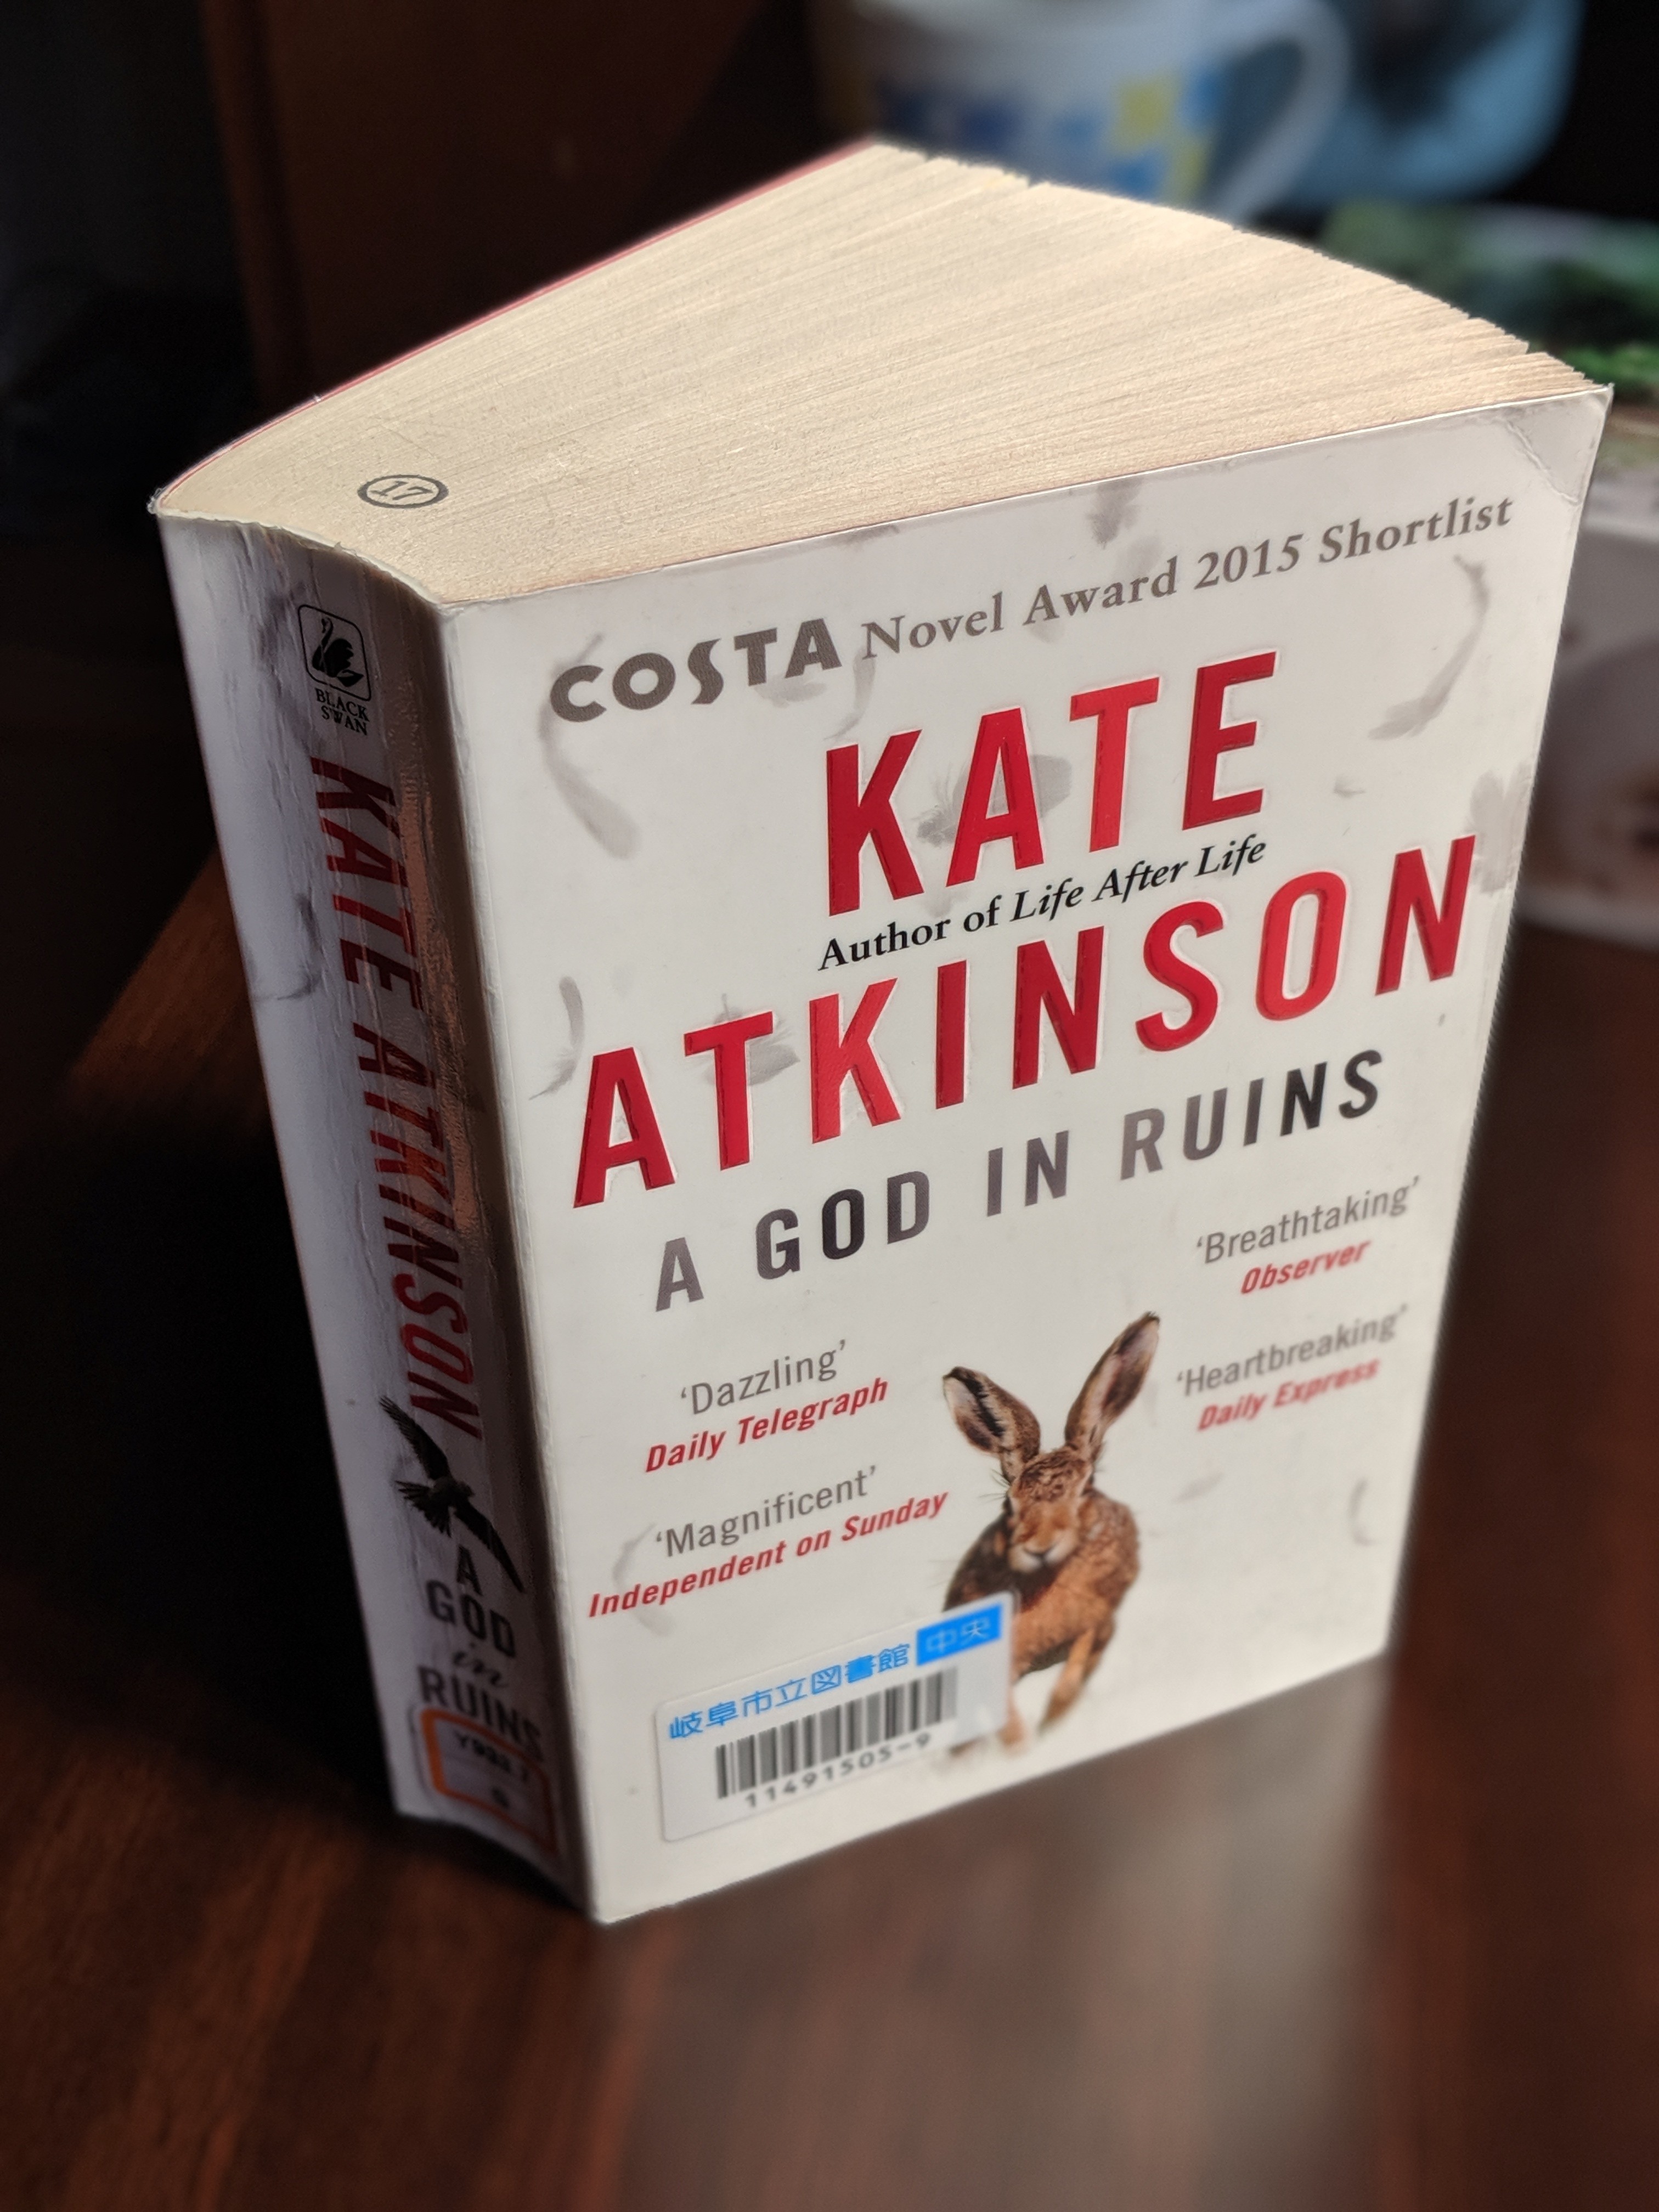 17
COSTA Novel Award 2015 Shortlist
KATE
Author of Life After Life
ATKINSON
A GOD IN RUINS
'Dazzling'
Daily Telegraph
'Magnificent'
Independent on Sunday
'Breathtaking'
Observer
'Heartbreaking'
Daily Express
岐阜市立図書館 中央
11491505-9
BLACK
SWAN
KATE ATKINSON
A
GOD
in
RUINS